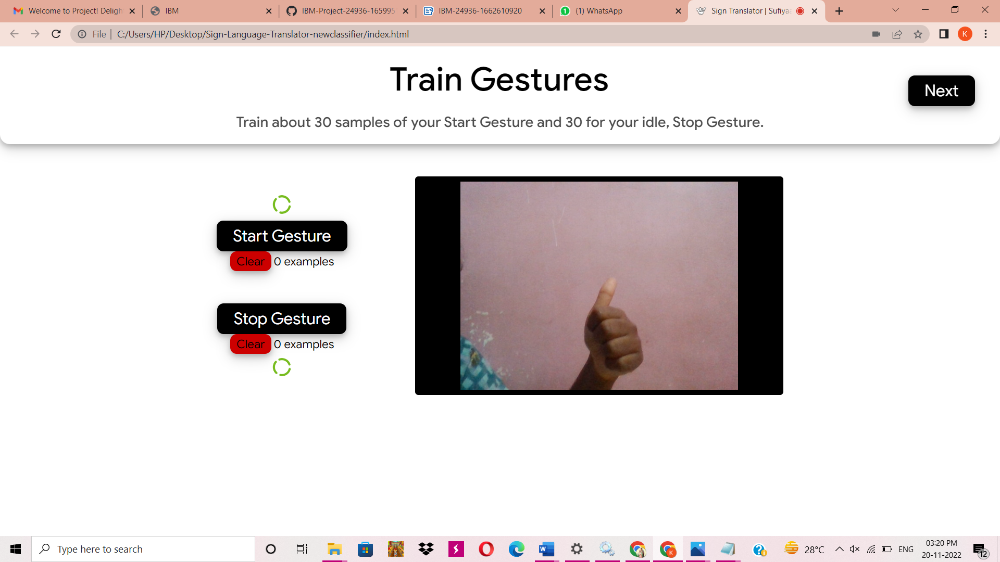 Welcome to Project! Deligh
IBM
IBM-Project-24936-165995
IBM-24936-1662610920
(1) WhatsApp
Sign Translator | Sufiyaa
File | C:/Users/HP/Desktop/Sign-Language-Translator-newclassifier/index.html
K
Train Gestures
Next
Train about 30 samples of your Start Gesture and 30 for your idle, Stop Gesture.
Start Gesture
Clear 0 examples
Stop Gesture
Clear 0 examples
Type here to search
28°C
ENG
03:20 PM
20-11-2022
12